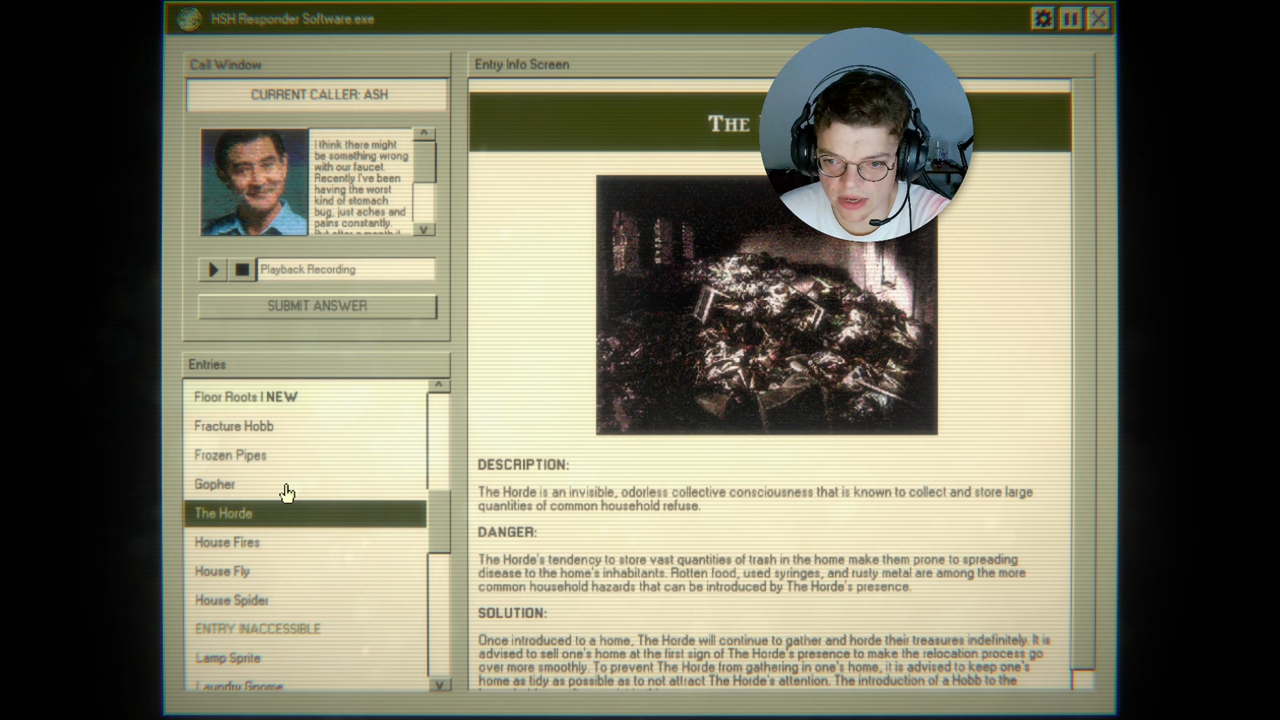 HSH Responder Software.exe
Call Window
CURRENT CALLER: ASH
I think there might
be something wrong
with our faucet.
Recently I've been
having the worst
kind of stomach
bug, just aches and
pains constantly.
But after a month it
Playback Recording
SUBMIT ANSWER
Entries
Floor Roots | NEW
Fracture Hobb
Frozen Pipes
Gopher
The Horde
House Fires
House Fly
House Spider
ENTRY INACCESSIBLE
Lamp Sprite
Laundry Gnome
Entry Info Screen
THE
DESCRIPTION:
The Horde is an invisible, odorless collective consciousness that is known to collect and store large
quantities of common household refuse.
DANGER:
The Horde's tendency to store vast quantities of trash in the home make them prone to spreading
disease to the home's inhabitants. Rotten food, used syringes, and rusty metal are among the more
common household hazards that can be introduced by The Horde's presence.
SOLUTION:
Once introduced to a home, The Horde will continue to gather and horde their treasures indefinitely. It is
advised to sell one's home at the first sign of The Horde's presence to make the relocation process go
over more smoothly. To prevent The Horde from gathering in one's home, it is advised to keep one's
home as tidy as possible as to not attract The Horde's attention. The introduction of a Hobb to the